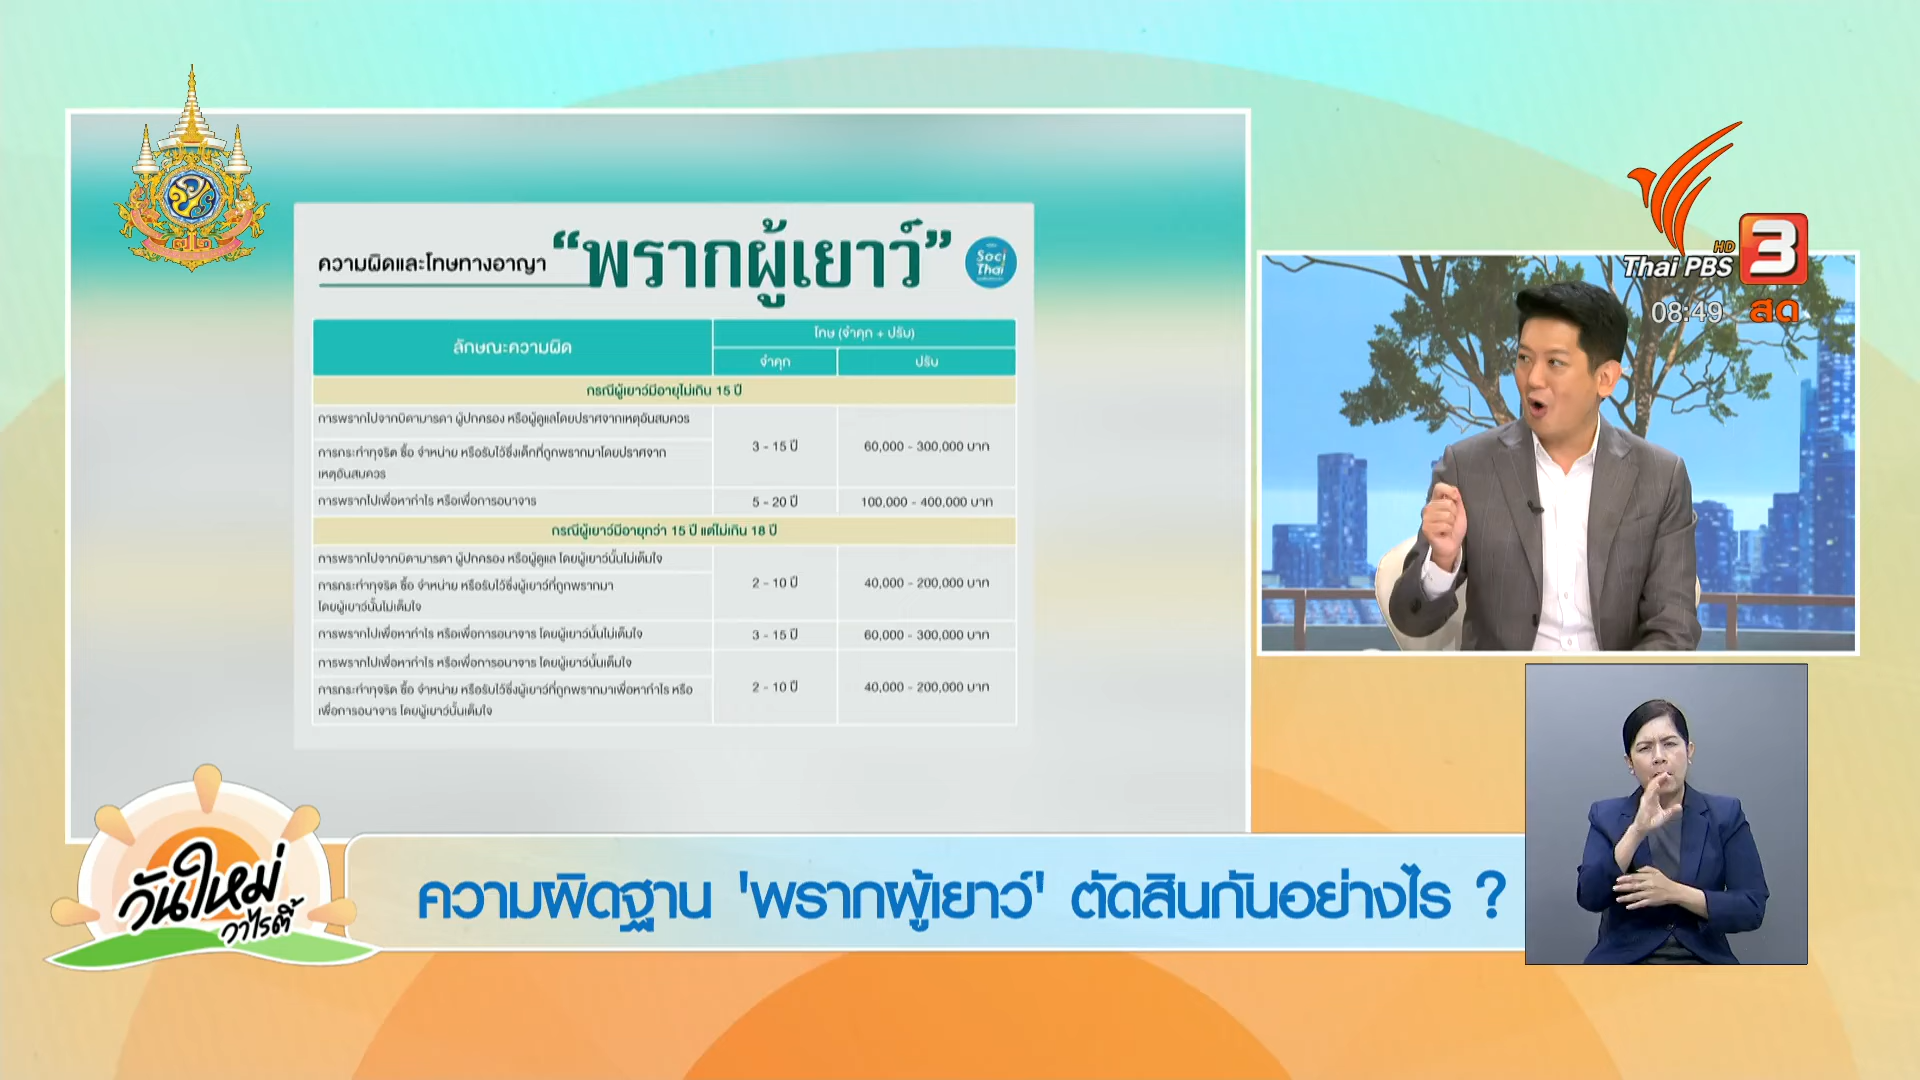 ความผิดและโทษทางอาญา “พรากผู้เยาว์”
Soci
Thai
ลักษณะความผิด
โทษ (จำคุก + ปรับ)
จำคุก
ปรับ
กรณีผู้เยาว์มีอายุไม่เกิน 15 ปี
การพรากไปจากบิดามารดา ผู้ปกครอง หรือผู้ดูแลโดยปราศจากเหตุอันสมควร
การกระทำทุจริต ซื้อ จำหน่าย หรือรับไว้ซึ่งเด็กที่ถูกพรากมาโดยปราศจาก
เหตุอันสมควร
3 - 15 ปี
60,000 - 300,000 บาท
การพรากไปเพื่อหากำไร หรือเพื่อการอนาจาร
5 - 20 ปี
100,000 - 400,000 บาท
กรณีผู้เยาว์มีอายุกว่า 15 ปี แต่ไม่เกิน 18 ปี
การพรากไปจากบิดามารดา ผู้ปกครอง หรือผู้ดูแล โดยผู้เยาว์นั้นไม่เต็มใจ
การกระทำทุจริต ซื้อ จำหน่าย หรือรับไว้ซึ่งผู้เยาว์ที่ถูกพรากมา
โดยผู้เยาว์นั้นไม่เต็มใจ
2 - 10 ปี
40,000 - 200,000 บาท
การพรากไปเพื่อหากำไร หรือเพื่อการอนาจาร โดยผู้เยาว์นั้นไม่เต็มใจ
3 - 15 ปี
60,000 - 300,000 บาท
การพรากไปเพื่อหากำไร หรือเพื่อการอนาจาร โดยผู้เยาว์นั้นเต็มใจ
การกระทำทุจริต ซื้อ จำหน่าย หรือรับไว้ซึ่งผู้เยาว์ที่ถูกพรากมาเพื่อหากำไร หรือ
เพื่อการอนาจาร โดยผู้เยาว์นั้นเต็มใจ
2 - 10 ปี
40,000 - 200,000 บาท
HD
Thai PBS 3
08:49 สด
วันใหม่
วาไรตี้
ความผิดฐาน 'พรากผู้เยาว์' ตัดสินกันอย่างไร ?